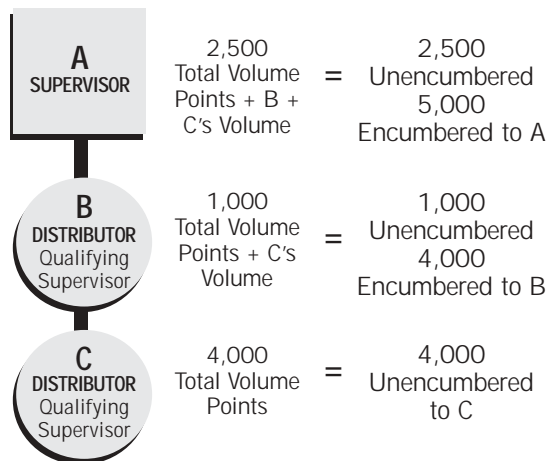 A
SUPERVISOR
2,500
Total Volume
Points + B +
C's Volume
=
2,500
Unencumbered
5,000
Encumbered to A
B
DISTRIBUTOR
Qualifying
Supervisor
1,000
Total Volume
Points + C's
Volume
=
1,000
Unencumbered
4,000
Encumbered to B
C
DISTRIBUTOR
Qualifying
Supervisor
4,000
Total Volume
Points
=
4,000
Unencumbered
to C